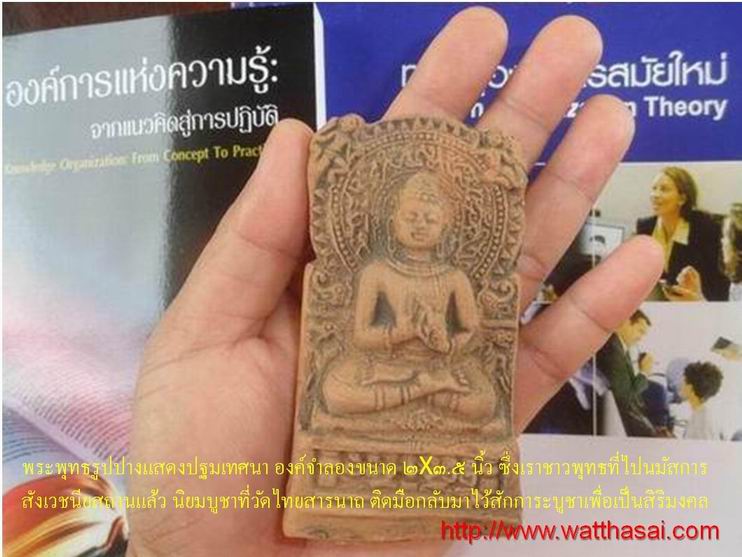 องค์การแห่งความรู้:
จากแนวคิดสู่การปฏิบัติ
Knowledge Organization: From Concept To
สมัยใหม่
Theory
พระพุทธรูปปางแสดงปฐมเทศนา องค์จำลองขนาด ๒X๓.๕ นิ้ว ซึ่งเราชาวพุทธที่ไปนมัสการ
สังเวชนียสถานแล้ว นิยมบูชาที่วัดไทยสารนาถ ติดมือกลับมาไว้สักการะบูชาเพื่อเป็นสิริมงคล
http://www.watthasai.com